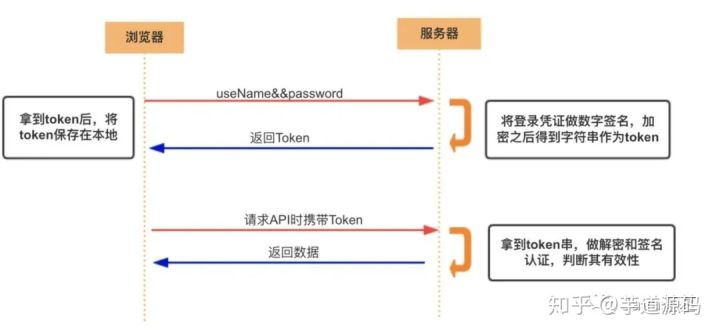 浏览器
服务器
useName&&password
拿到token后，将
token保存在本地
将登录凭证做数字签名，加
密之后得到字符串作为token
返回Token
请求API时携带Token
拿到token串，做解密和签名
认证，判断其有效性
返回数据
知乎 @芋道源码